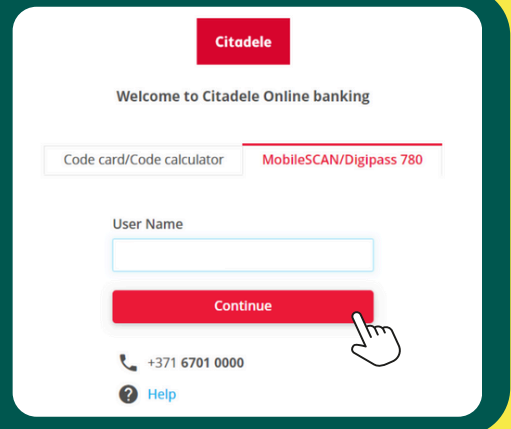 Citadele
Welcome to Citadele Online banking
Code card/Code calculator
MobileSCAN/Digipass 780
User Name
Continue
+371 6701 0000
Help